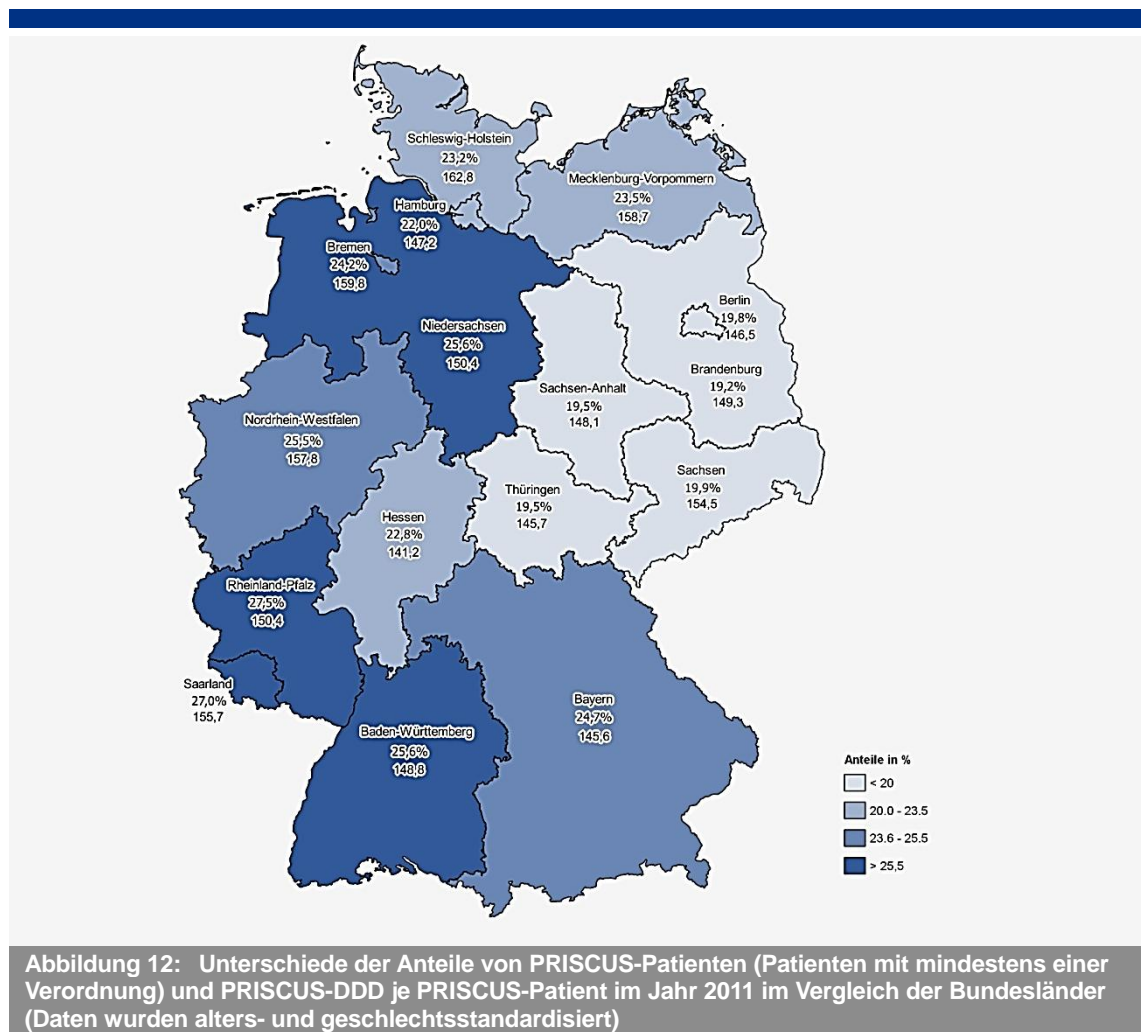 Schleswig-Holstein
23,2%
162,8
Mecklenburg-Vorpommern
23,5%
158,7
Hamburg
22,0%
147,2
Bremen
24,2%
159,8
Niedersachsen
25,6%
150,4
Berlin
19,8%
146,5
Brandenburg
19,2%
149,3
Sachsen-Anhalt
19,5%
148,1
Nordrhein-Westfalen
25,5%
157,8
Sachsen
19,9%
154,5
Thüringen
19,5%
145,7
Hessen
22,8%
141,2
Rheinland-Pfalz
27,5%
150,4
Saarland
27,0%
155,7
Baden-Württemberg
25,6%
148,8
Bayern
24,7%
145,6
Anteile in %
< 20
20.0 - 23.5
23.6 - 25.5
> 25,5
Abbildung 12: Unterschiede der Anteile von PRISCUS-Patienten (Patienten mit mindestens einer
Verordnung) und PRISCUS-DDD je PRISCUS-Patient im Jahr 2011 im Vergleich der Bundesländer
(Daten wurden alters- und geschlechtsstandardisiert)